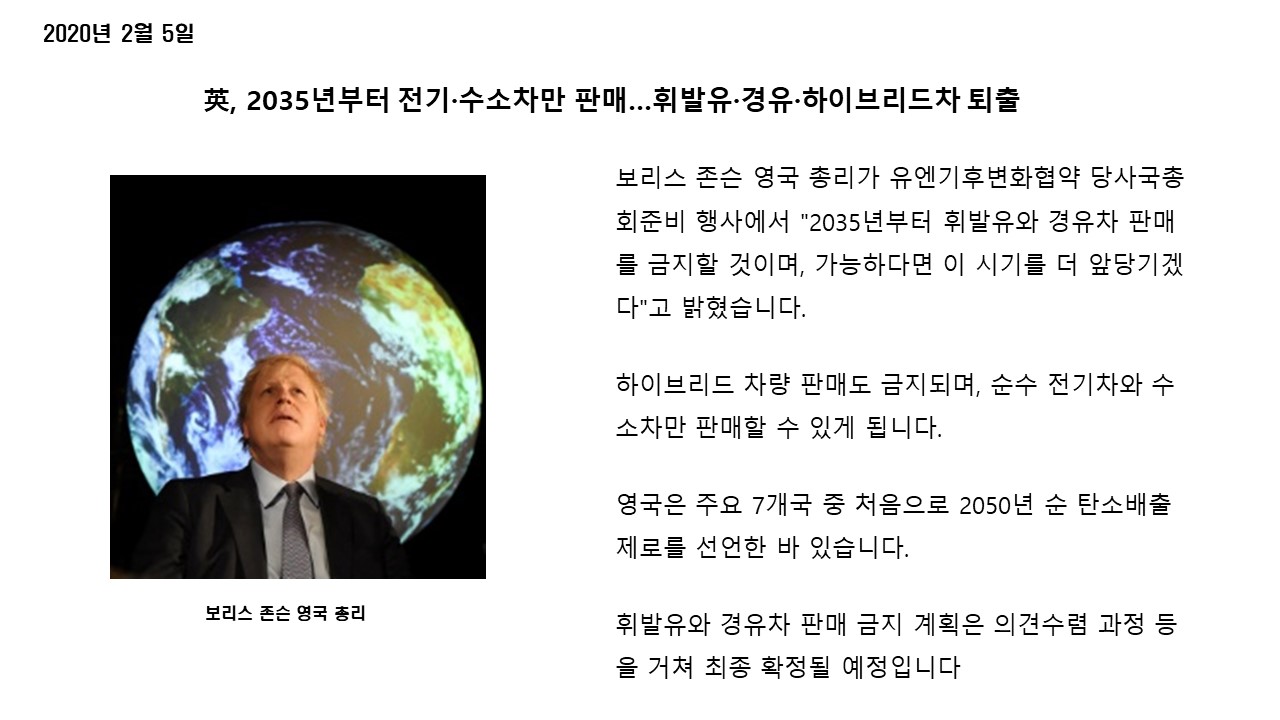 2020년 2월 5일
英, 2035년부터 전기·수소차만 판매...휘발유·경유·하이브리드차 퇴출
보리스 존슨 영국 총리가 유엔기후변화협약 당사국총
회준비 행사에서 "2035년부터 휘발유와 경유차 판매
를 금지할 것이며, 가능하다면 이 시기를 더 앞당기겠
다"고 밝혔습니다.
하이브리드 차량 판매도 금지되며, 순수 전기차와 수
소차만 판매할 수 있게 됩니다.
영국은 주요 7개국 중 처음으로 2050년 순 탄소배출
제로를 선언한 바 있습니다.
휘발유와 경유차 판매 금지 계획은 의견수렴 과정 등
을 거쳐 최종 확정될 예정입니다
보리스 존슨 영국 총리